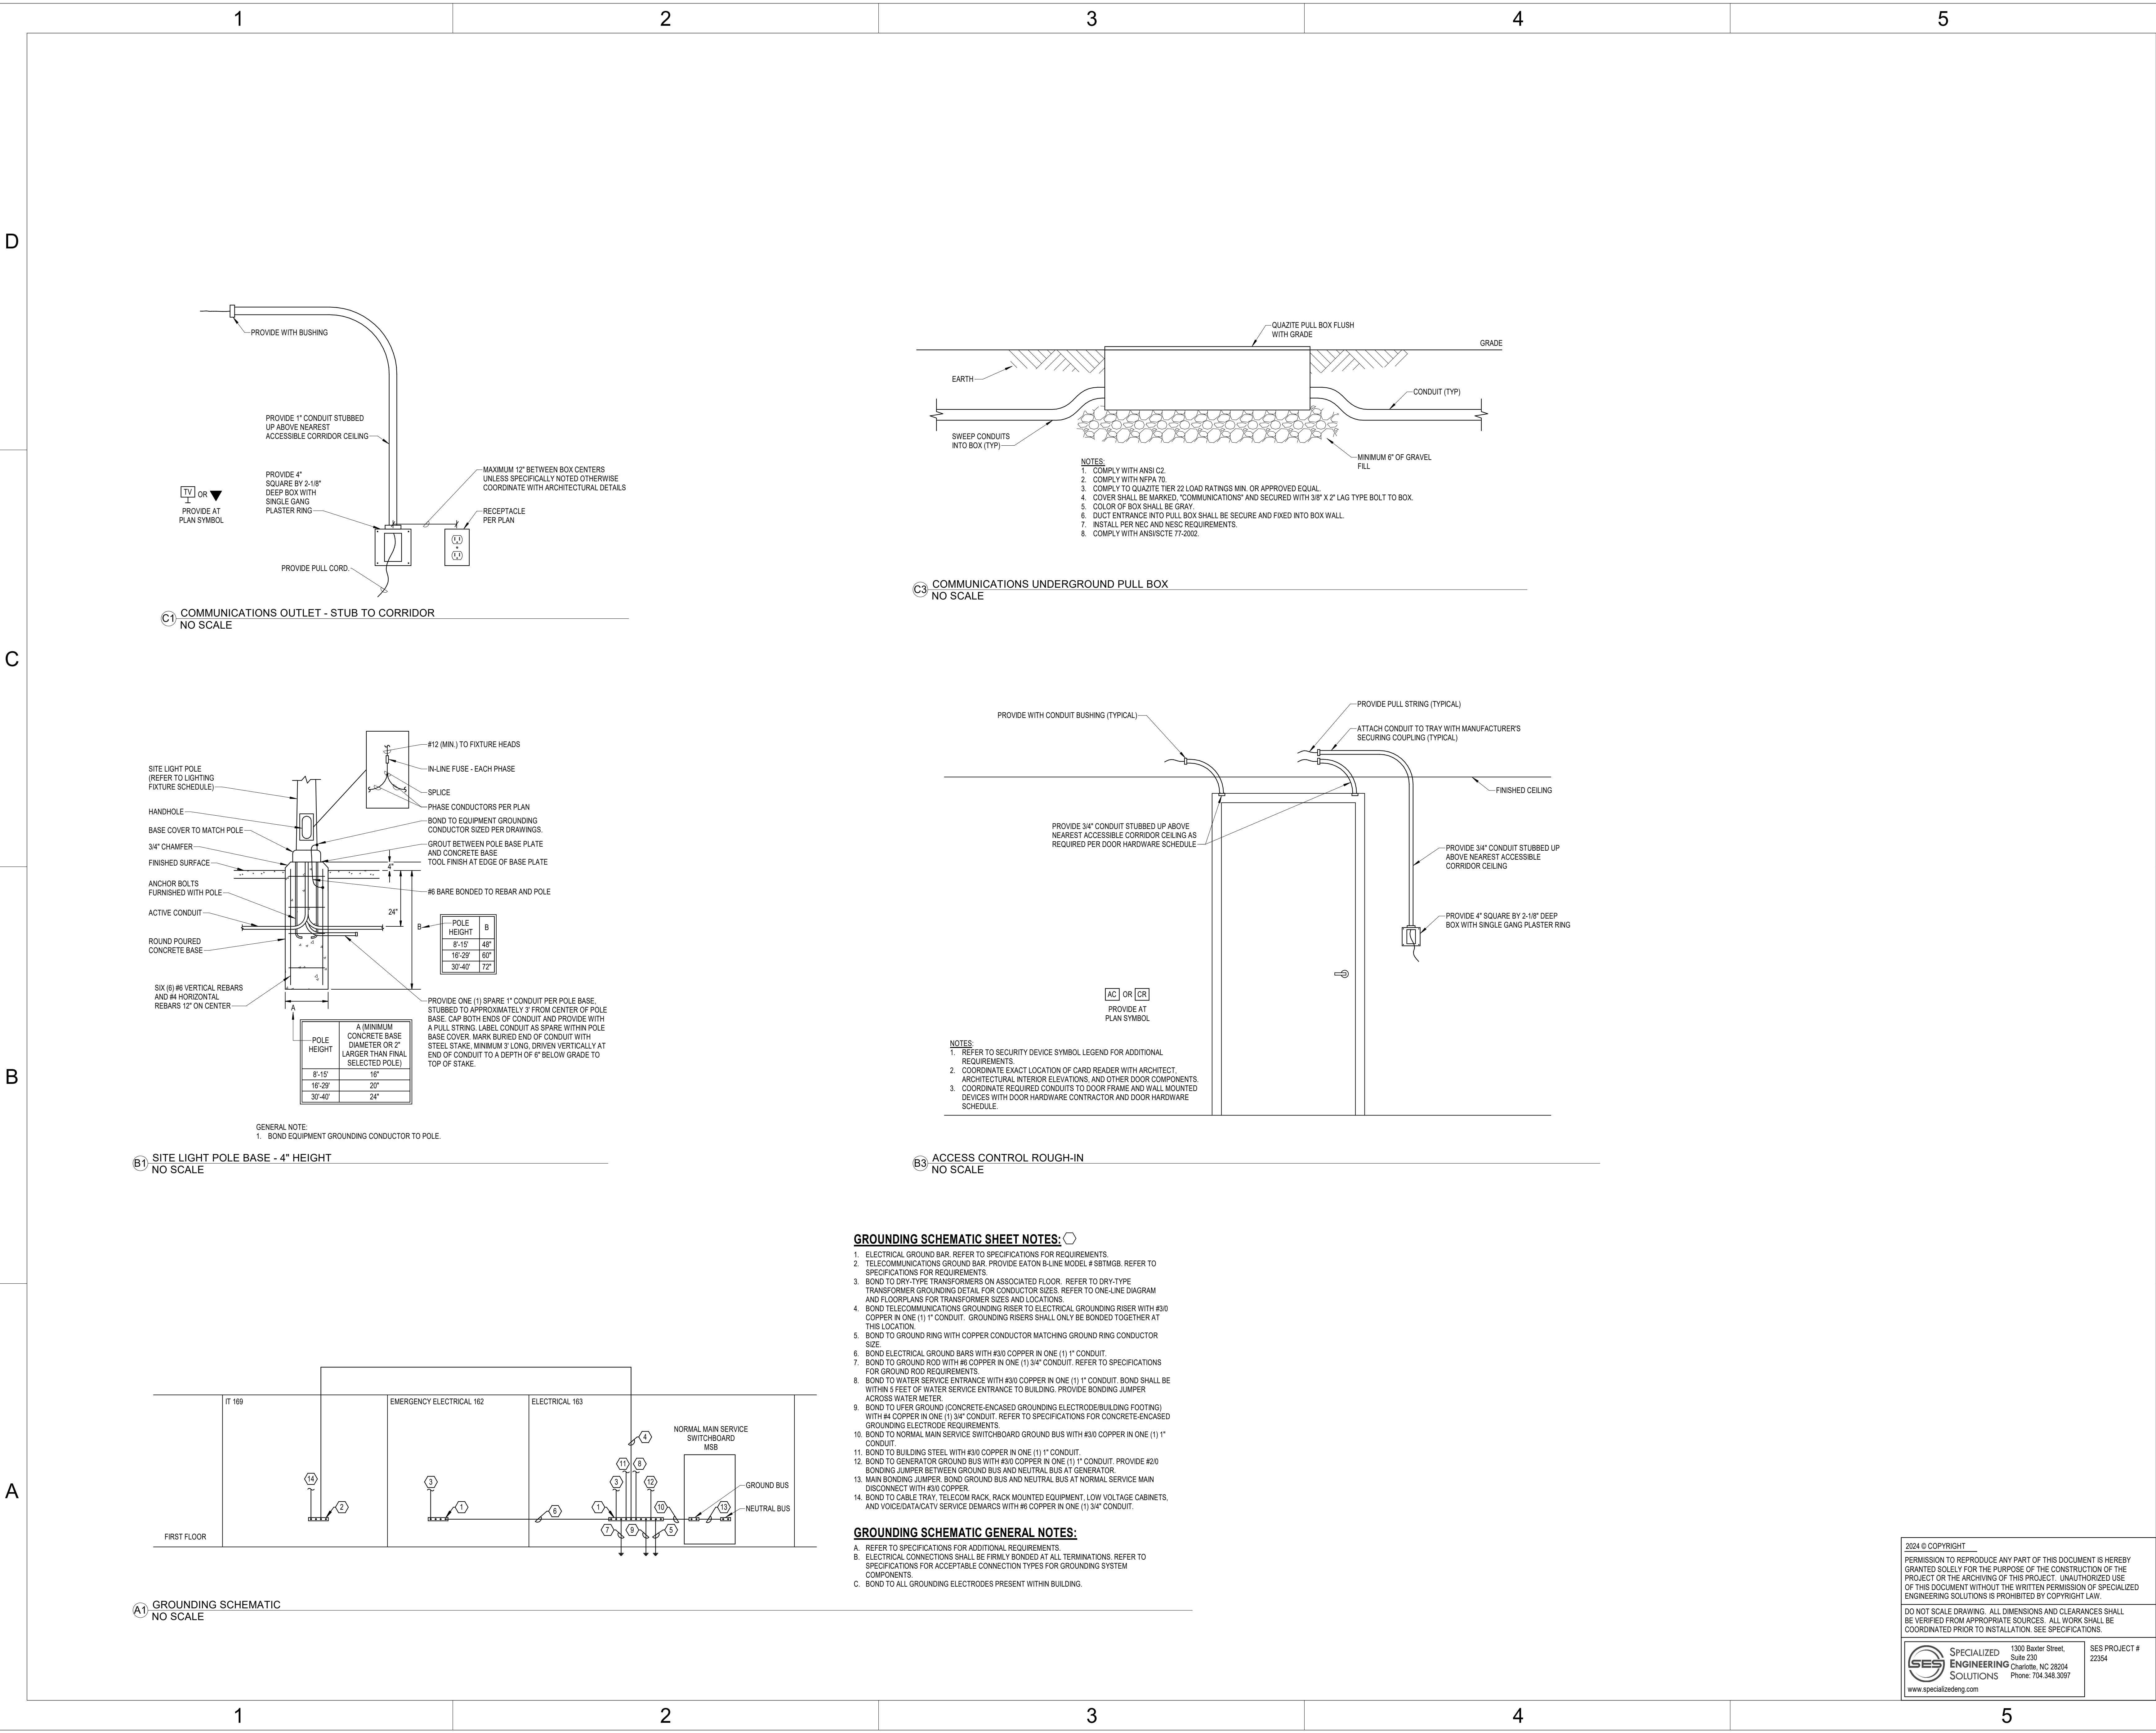 1
2
3
4
5
D
C
B
A
PROVIDE WITH BUSHING
PROVIDE 1" CONDUIT STUBBED
UP ABOVE NEAREST
ACCESSIBLE CORRIDOR CEILING
PROVIDE 4"
SQUARE BY 2-1/8"
DEEP BOX WITH
SINGLE GANG
PLASTER RING
TV OR
PROVIDE AT
PLAN SYMBOL
MAXIMUM 12" BETWEEN BOX CENTERS
UNLESS SPECIFICALLY NOTED OTHERWISE
COORDINATE WITH ARCHITECTURAL DETAILS
RECEPTACLE
PER PLAN
PROVIDE PULL CORD.
C1 COMMUNICATIONS OUTLET - STUB TO CORRIDOR
NO SCALE
QUAZITE PULL BOX FLUSH
WITH GRADE
GRADE
EARTH
CONDUIT (TYP)
SWEEP CONDUITS
INTO BOX (TYP)
MINIMUM 6" OF GRAVEL
FILL
NOTES:
1. COMPLY WITH ANSI C2.
2. COMPLY WITH NFPA 70.
3. COMPLY TO QUAZITE TIER 22 LOAD RATINGS MIN. OR APPROVED EQUAL.
4. COVER SHALL BE MARKED, "COMMUNICATIONS" AND SECURED WITH 3/8" X 2" LAG TYPE BOLT TO BOX.
5. COLOR OF BOX SHALL BE GRAY.
6. DUCT ENTRANCE INTO PULL BOX SHALL BE SECURE AND FIXED INTO BOX WALL.
7. INSTALL PER NEC AND NESC REQUIREMENTS.
8. COMPLY WITH ANSI/SCTE 77-2002.
C3 COMMUNICATIONS UNDERGROUND PULL BOX
NO SCALE
SITE LIGHT POLE
(REFER TO LIGHTING
FIXTURE SCHEDULE)
HANDHOLE
BASE COVER TO MATCH POLE
3/4" CHAMFER
FINISHED SURFACE
ANCHOR BOLTS
FURNISHED WITH POLE
ACTIVE CONDUIT
ROUND POURED
CONCRETE BASE
SIX (6) #6 VERTICAL REBARS
AND #4 HORIZONTAL
REBARS 12" ON CENTER
#12 (MIN.) TO FIXTURE HEADS
IN-LINE FUSE - EACH PHASE
SPLICE
PHASE CONDUCTORS PER PLAN
BOND TO EQUIPMENT GROUNDING
CONDUCTOR SIZED PER DRAWINGS.
GROUT BETWEEN POLE BASE PLATE
AND CONCRETE BASE
TOOL FINISH AT EDGE OF BASE PLATE
4"
#6 BARE BONDED TO REBAR AND POLE
24"
B
POLE HEIGHT B
8'-15' 48"
16'-29' 60"
30'-40' 72"
PROVIDE ONE (1) SPARE 1" CONDUIT PER POLE BASE,
STUBBED TO APPROXIMATELY 3' FROM CENTER OF POLE
BASE. CAP BOTH ENDS OF CONDUIT AND PROVIDE WITH
A PULL STRING. LABEL CONDUIT AS SPARE WITHIN POLE
BASE COVER. MARK BURIED END OF CONDUIT WITH
STEEL STAKE, MINIMUM 3' LONG, DRIVEN VERTICALLY AT
END OF CONDUIT TO A DEPTH OF 6" BELOW GRADE TO
TOP OF STAKE.
A
POLE HEIGHT
A (MINIMUM
CONCRETE BASE
DIAMETER OR 2"
LARGER THAN FINAL
SELECTED POLE)
8'-15' 16"
16'-29' 20"
30'-40' 24"
GENERAL NOTE:
1. BOND EQUIPMENT GROUNDING CONDUCTOR TO POLE.
B1 SITE LIGHT POLE BASE - 4" HEIGHT
NO SCALE
PROVIDE WITH CONDUIT BUSHING (TYPICAL)
PROVIDE PULL STRING (TYPICAL)
ATTACH CONDUIT TO TRAY WITH MANUFACTURER'S
SECURING COUPLING (TYPICAL)
FINISHED CEILING
PROVIDE 3/4" CONDUIT STUBBED UP ABOVE
NEAREST ACCESSIBLE CORRIDOR CEILING AS
REQUIRED PER DOOR HARDWARE SCHEDULE
PROVIDE 3/4" CONDUIT STUBBED UP
ABOVE NEAREST ACCESSIBLE
CORRIDOR CEILING
PROVIDE 4" SQUARE BY 2-1/8" DEEP
BOX WITH SINGLE GANG PLASTER RING
AC OR CR
PROVIDE AT
PLAN SYMBOL
NOTES:
1. REFER TO SECURITY DEVICE SYMBOL LEGEND FOR ADDITIONAL
REQUIREMENTS.
2. COORDINATE EXACT LOCATION OF CARD READER WITH ARCHITECT,
ARCHITECTURAL INTERIOR ELEVATIONS, AND OTHER DOOR COMPONENTS.
3. COORDINATE REQUIRED CONDUITS TO DOOR FRAME AND WALL MOUNTED
DEVICES WITH DOOR HARDWARE CONTRACTOR AND DOOR HARDWARE
SCHEDULE.
B3 ACCESS CONTROL ROUGH-IN
NO SCALE
GROUNDING SCHEMATIC SHEET NOTES:
1. ELECTRICAL GROUND BAR. REFER TO SPECIFICATIONS FOR REQUIREMENTS.
2. TELECOMMUNICATIONS GROUND BAR. PROVIDE EATON B-LINE MODEL # SBTMGB. REFER TO
SPECIFICATIONS FOR REQUIREMENTS.
3. BOND TO DRY-TYPE TRANSFORMERS ON ASSOCIATED FLOOR. REFER TO DRY-TYPE
TRANSFORMER GROUNDING DETAIL FOR CONDUCTOR SIZES. REFER TO ONE-LINE DIAGRAM
AND FLOORPLANS FOR TRANSFORMER SIZES AND LOCATIONS.
4. BOND TELECOMMUNICATIONS GROUNDING RISER TO ELECTRICAL GROUNDING RISER WITH #3/0
COPPER IN ONE (1) 1" CONDUIT. GROUNDING RISERS SHALL ONLY BE BONDED TOGETHER AT
THIS LOCATION.
5. BOND TO GROUND RING WITH COPPER CONDUCTOR MATCHING GROUND RING CONDUCTOR
SIZE.
6. BOND ELECTRICAL GROUND BARS WITH #3/0 COPPER IN ONE (1) 1" CONDUIT.
7. BOND TO GROUND ROD WITH #6 COPPER IN ONE (1) 3/4" CONDUIT. REFER TO SPECIFICATIONS
FOR GROUND ROD REQUIREMENTS.
8. BOND TO WATER SERVICE ENTRANCE WITH #3/0 COPPER IN ONE (1) 1" CONDUIT. BOND SHALL BE
WITHIN 5 FEET OF WATER SERVICE ENTRANCE TO BUILDING. PROVIDE BONDING JUMPER
ACROSS WATER METER.
9. BOND TO UFER GROUND (CONCRETE-ENCASED GROUNDING ELECTRODE/BUILDING FOOTING)
WITH #4 COPPER IN ONE (1) 3/4" CONDUIT. REFER TO SPECIFICATIONS FOR CONCRETE-ENCASED
GROUNDING ELECTRODE REQUIREMENTS.
10. BOND TO NORMAL MAIN SERVICE SWITCHBOARD GROUND BUS WITH #3/0 COPPER IN ONE (1) 1"
CONDUIT.
11. BOND TO BUILDING STEEL WITH #3/0 COPPER IN ONE (1) 1" CONDUIT.
12. BOND TO GENERATOR GROUND BUS WITH #3/0 COPPER IN ONE (1) 1" CONDUIT. PROVIDE #2/0
BONDING JUMPER BETWEEN GROUND BUS AND NEUTRAL BUS AT GENERATOR.
13. MAIN BONDING JUMPER. BOND GROUND BUS AND NEUTRAL BUS AT NORMAL SERVICE MAIN
DISCONNECT WITH #3/0 COPPER.
14. BOND TO CABLE TRAY, TELECOM RACK, RACK MOUNTED EQUIPMENT, LOW VOLTAGE CABINETS,
AND VOICE/DATA/CATV SERVICE DEMARCS WITH #6 COPPER IN ONE (1) 3/4" CONDUIT.
GROUNDING SCHEMATIC GENERAL NOTES:
A. REFER TO SPECIFICATIONS FOR ADDITIONAL REQUIREMENTS.
B. ELECTRICAL CONNECTIONS SHALL BE FIRMLY BONDED AT ALL TERMINATIONS. REFER TO
SPECIFICATIONS FOR ACCEPTABLE CONNECTION TYPES FOR GROUNDING SYSTEM
COMPONENTS.
C. BOND TO ALL GROUNDING ELECTRODES PRESENT WITHIN BUILDING.
IT 169
EMERGENCY ELECTRICAL 162
ELECTRICAL 163
NORMAL MAIN SERVICE
SWITCHBOARD
MSB
4
11 8
14 3 3 12
GROUND BUS
2 1 6 1 10 13
NEUTRAL BUS
7 9 5
FIRST FLOOR
A1 GROUNDING SCHEMATIC
NO SCALE
2024 © COPYRIGHT
PERMISSION TO REPRODUCE ANY PART OF THIS DOCUMENT IS HEREBY
GRANTED SOLELY FOR THE PURPOSE OF THE CONSTRUCTION OF THE
PROJECT OR THE ARCHIVING OF THIS PROJECT. UNAUTHORIZED USE
OF THIS DOCUMENT WITHOUT THE WRITTEN PERMISSION OF SPECIALIZED
ENGINEERING SOLUTIONS IS PROHIBITED BY COPYRIGHT LAW.
DO NOT SCALE DRAWING. ALL DIMENSIONS AND CLEARANCES SHALL
BE VERIFIED FROM APPROPRIATE SOURCES. ALL WORK SHALL BE
COORDINATED PRIOR TO INSTALLATION. SEE SPECIFICATIONS.
SES
SPECIALIZED
ENGINEERING
SOLUTIONS
www.specializedeng.com
1300 Baxter Street,
Suite 230
Charlotte, NC 28204
Phone: 704.348.3097
SES PROJECT #
22354
1
2
3
4
5